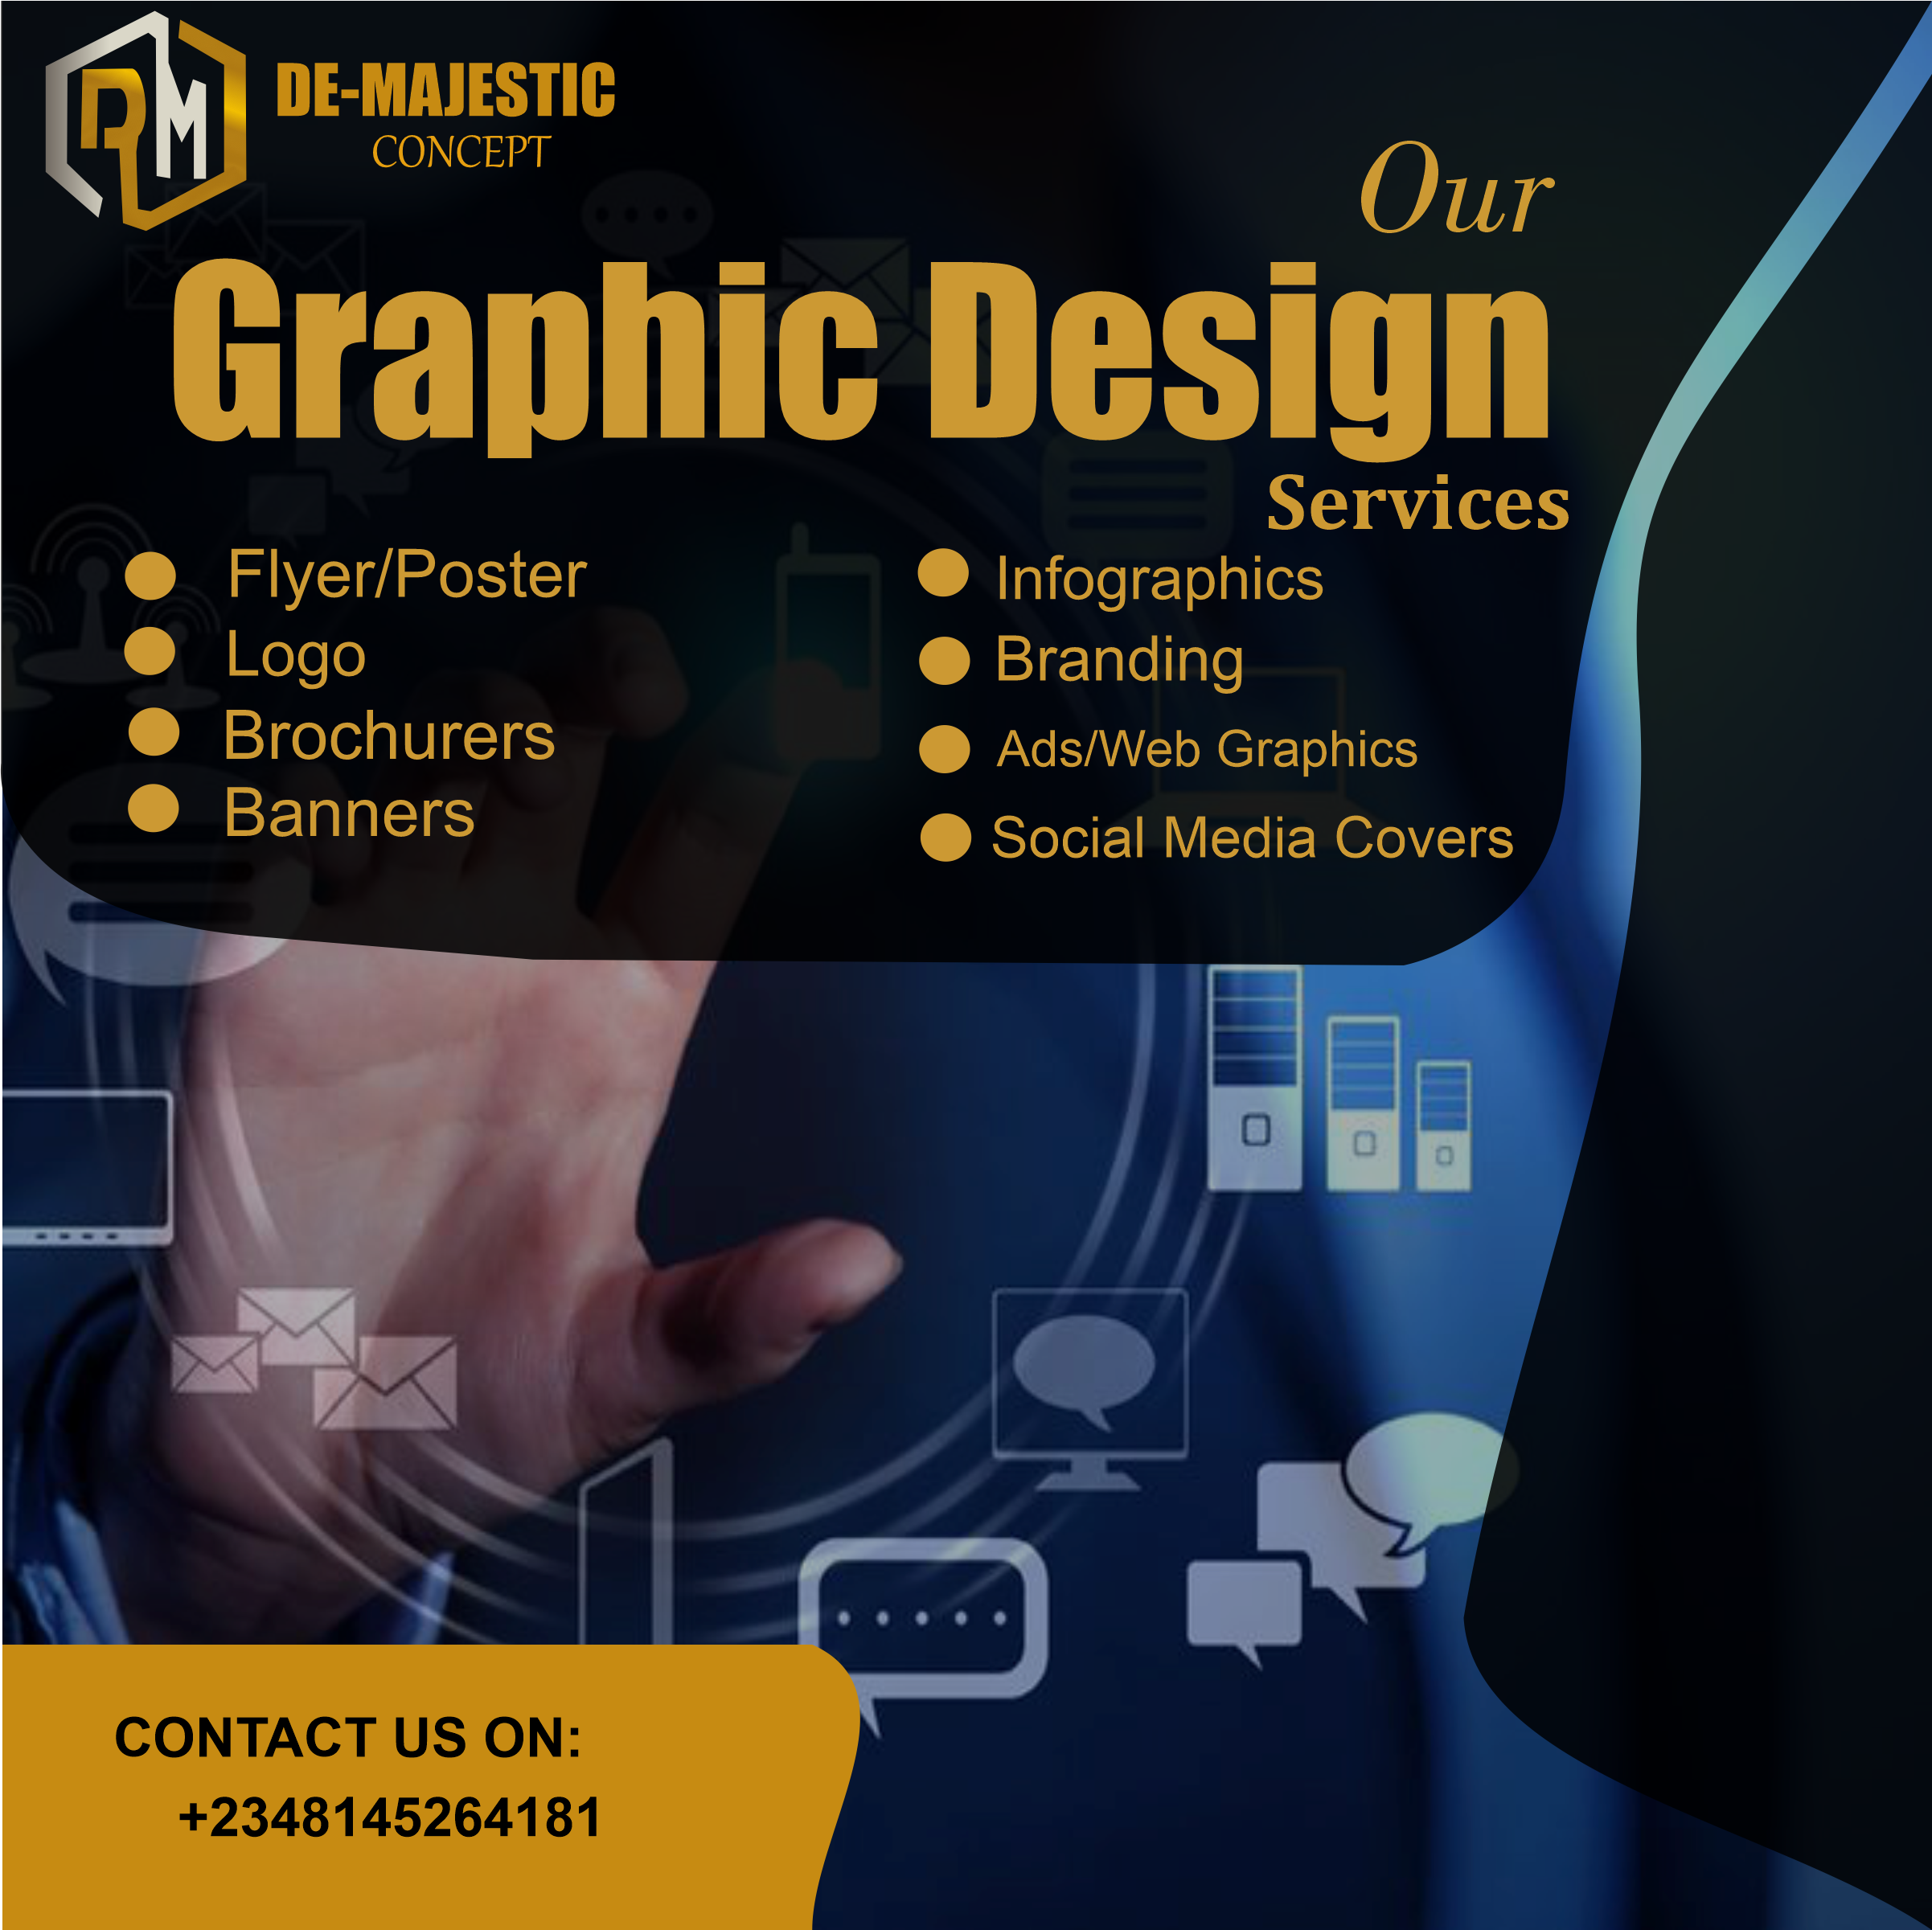 DM
DE-MAJESTIC
CONCEPT
Our
Graphic Design
Services
Flyer/Poster
Logo
Brochurers
Banners
Infographics
Branding
Ads/Web Graphics
Social Media Covers
CONTACT US ON:
+2348145264181